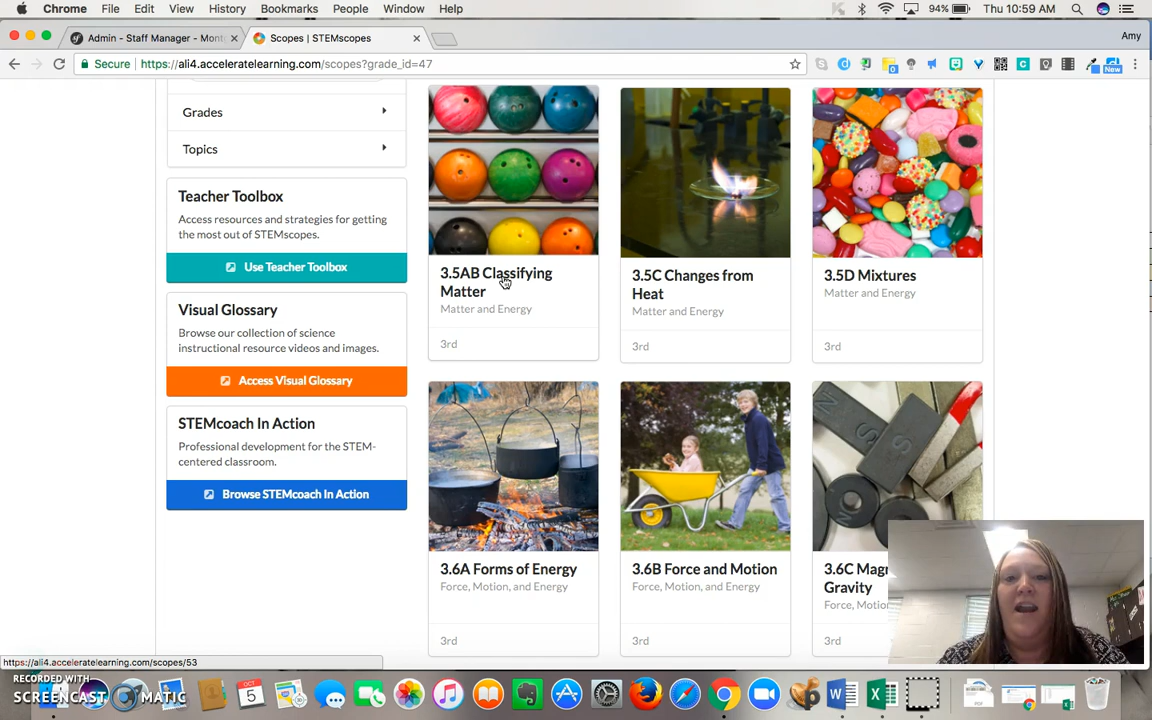 Chrome File Edit View History Bookmarks People Window Help 94% Thu 10:59 AM
Admin - Staff Manager - Mont Scopes | STEMscopes Amy
Secure https://ali4.acceleratelearning.com/scopes?grade_id=47
New
Grades
Topics
Teacher Toolbox
Access resources and strategies for getting
the most out of STEMscopes.
Use Teacher Toolbox
Visual Glossary
Browse our collection of science
instructional resource videos and images.
Access Visual Glossary
STEMcoach In Action
Professional development for the STEM-
centered classroom.
Browse STEMcoach In Action
3.5AB Classifying
Matter
Matter and Energy
3rd
3.5C Changes from
Heat
Matter and Energy
3rd
3.5D Mixtures
Matter and Energy
3rd
3.6A Forms of Energy
Force, Motion, and Energy
3rd
3.6B Force and Motion
Force, Motion, and Energy
3rd
3.6C Mag
Gravity
Force, Motio
3rd
https://ali4.acceleratelearning.com/scopes/53
RECORDED WITH
SCREENCAST MATIC
OCT
5